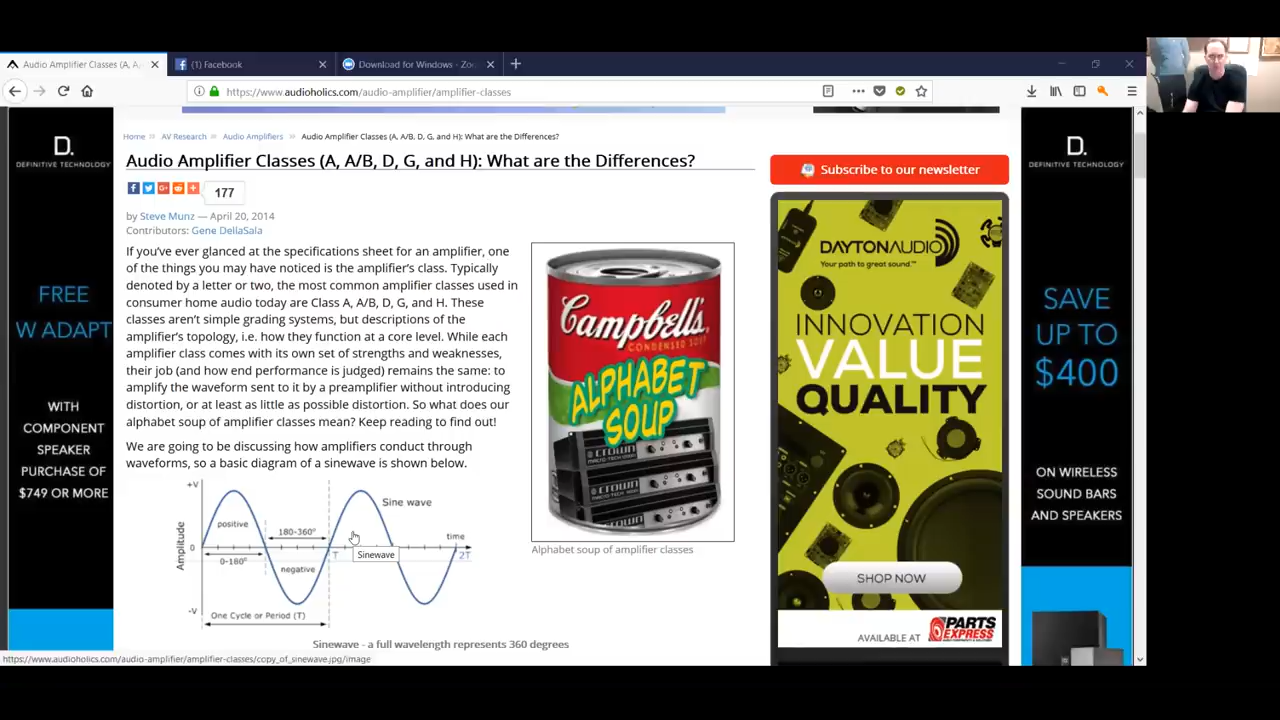 Audio Amplifier Classes (A, A
(1) Facebook
Download for Windows - Zo
https://www.audioholics.com/audio-amplifier/amplifier-classes
Home » AV Research » Audio Amplifiers » Audio Amplifier Classes (A, A/B, D, G, and H): What are the Differences?
Audio Amplifier Classes (A, A/B, D, G, and H): What are the Differences?
177
by Steve Munz — April 20, 2014
Contributors: Gene DellaSala
If you've ever glanced at the specifications sheet for an amplifier, one
of the things you may have noticed is the amplifier's class. Typically
denoted by a letter or two, the most common amplifier classes used in
consumer home audio today are Class A, A/B, D, G, and H. These
classes aren't simple grading systems, but descriptions of the
amplifier's topology, i.e. how they function at a core level. While each
amplifier class comes with its own set of strengths and weaknesses,
their job (and how end performance is judged) remains the same: to
amplify the waveform sent to it by a preamplifier without introducing
distortion, or at least as little as possible distortion. So what does our
alphabet soup of amplifier classes mean? Keep reading to find out!
We are going to be discussing how amplifiers conduct through
waveforms, so a basic diagram of a sinewave is shown below.
+V
Sine wave
positive
180-360°
time
Amplitude
0
T
2T
0-180°
negative
Sinewave
-V
One Cycle or Period (T)
Sinewave - a full wavelength represents 360 degrees
Campbell's
CONDENSED SOUP
ALPHABET
SOUP
CROWN
CROWN
CROWN
Alphabet soup of amplifier classes
Subscribe to our newsletter
DAYTON AUDIO
Your path to great sound.™
INNOVATION
VALUE
QUALITY
SHOP NOW
AVAILABLE AT
PARTS
EXPRESS
D.
DEFINITIVE TECHNOLOGY
FREE
W ADAPT
WITH
COMPONENT
SPEAKER
PURCHASE OF
$749 OR MORE
D.
DEFINITIVE TECHNOLOGY
SAVE
UP TO
$400
ON WIRELESS
SOUND BARS
AND SPEAKERS
https://www.audioholics.com/audio-amplifier/amplifier-classes/copy_of_sinewave.jpg/image